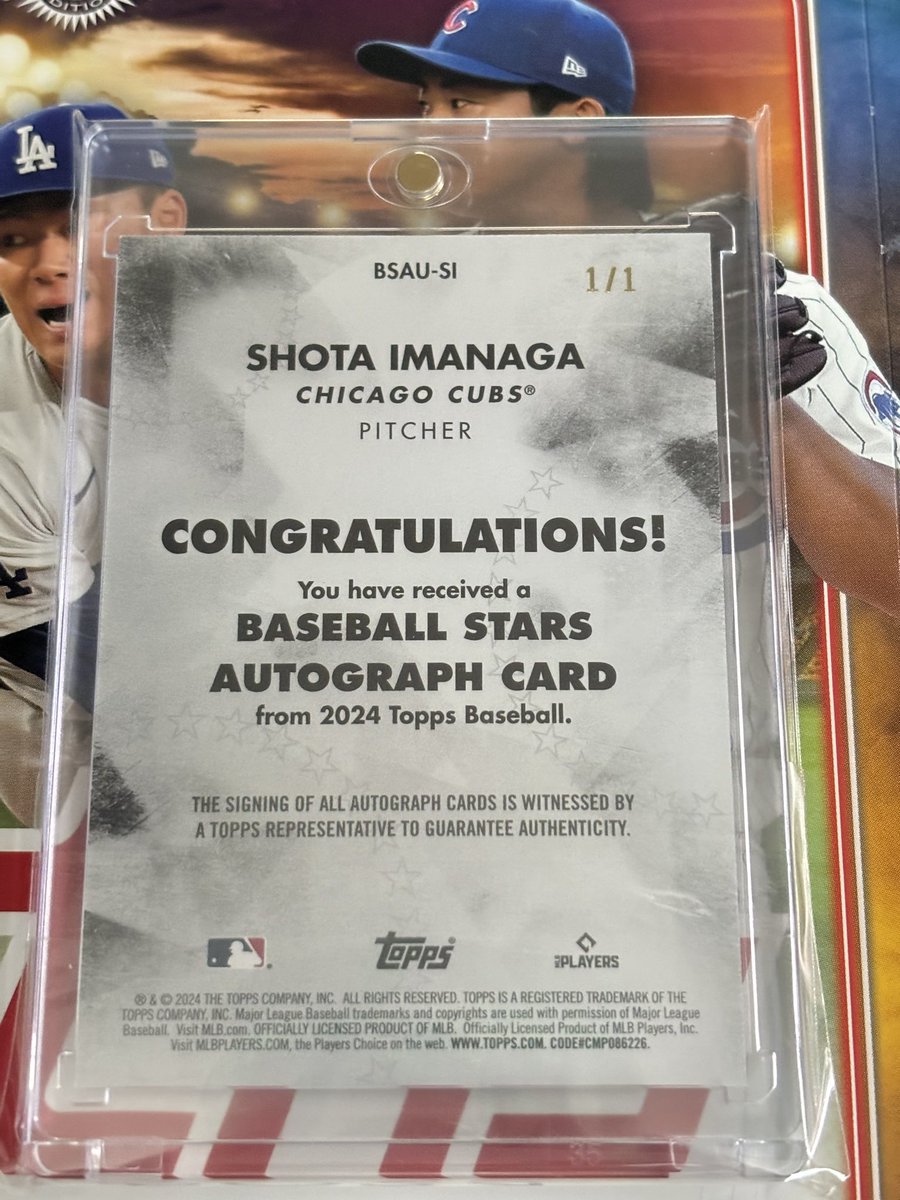 EDITION
C
LA
BSAU-SI
1/1
SHOTA IMANAGA
CHICAGO CUBS®
PITCHER
CONGRATULATIONS!
You have received a
BASEBALL STARS
AUTOGRAPH CARD
from 2024 Topps Baseball.
THE SIGNING OF ALL AUTOGRAPH CARDS IS WITNESSED BY
A TOPPS REPRESENTATIVE TO GUARANTEE AUTHENTICITY.
topps®
MLB PLAYERS
® & © 2024 THE TOPPS COMPANY, INC. ALL RIGHTS RESERVED. TOPPS IS A REGISTERED TRADEMARK OF THE
TOPPS COMPANY, INC. Major League Baseball trademarks and copyrights are used with permission of Major League
Baseball. Visit MLB.com. OFFICIALLY LICENSED PRODUCT OF MLB. Officially Licensed Product of MLB Players, Inc.
Visit MLBPLAYERS.COM, the Players Choice on the web. WWW.TOPPS.COM. CODE#CMP086226.